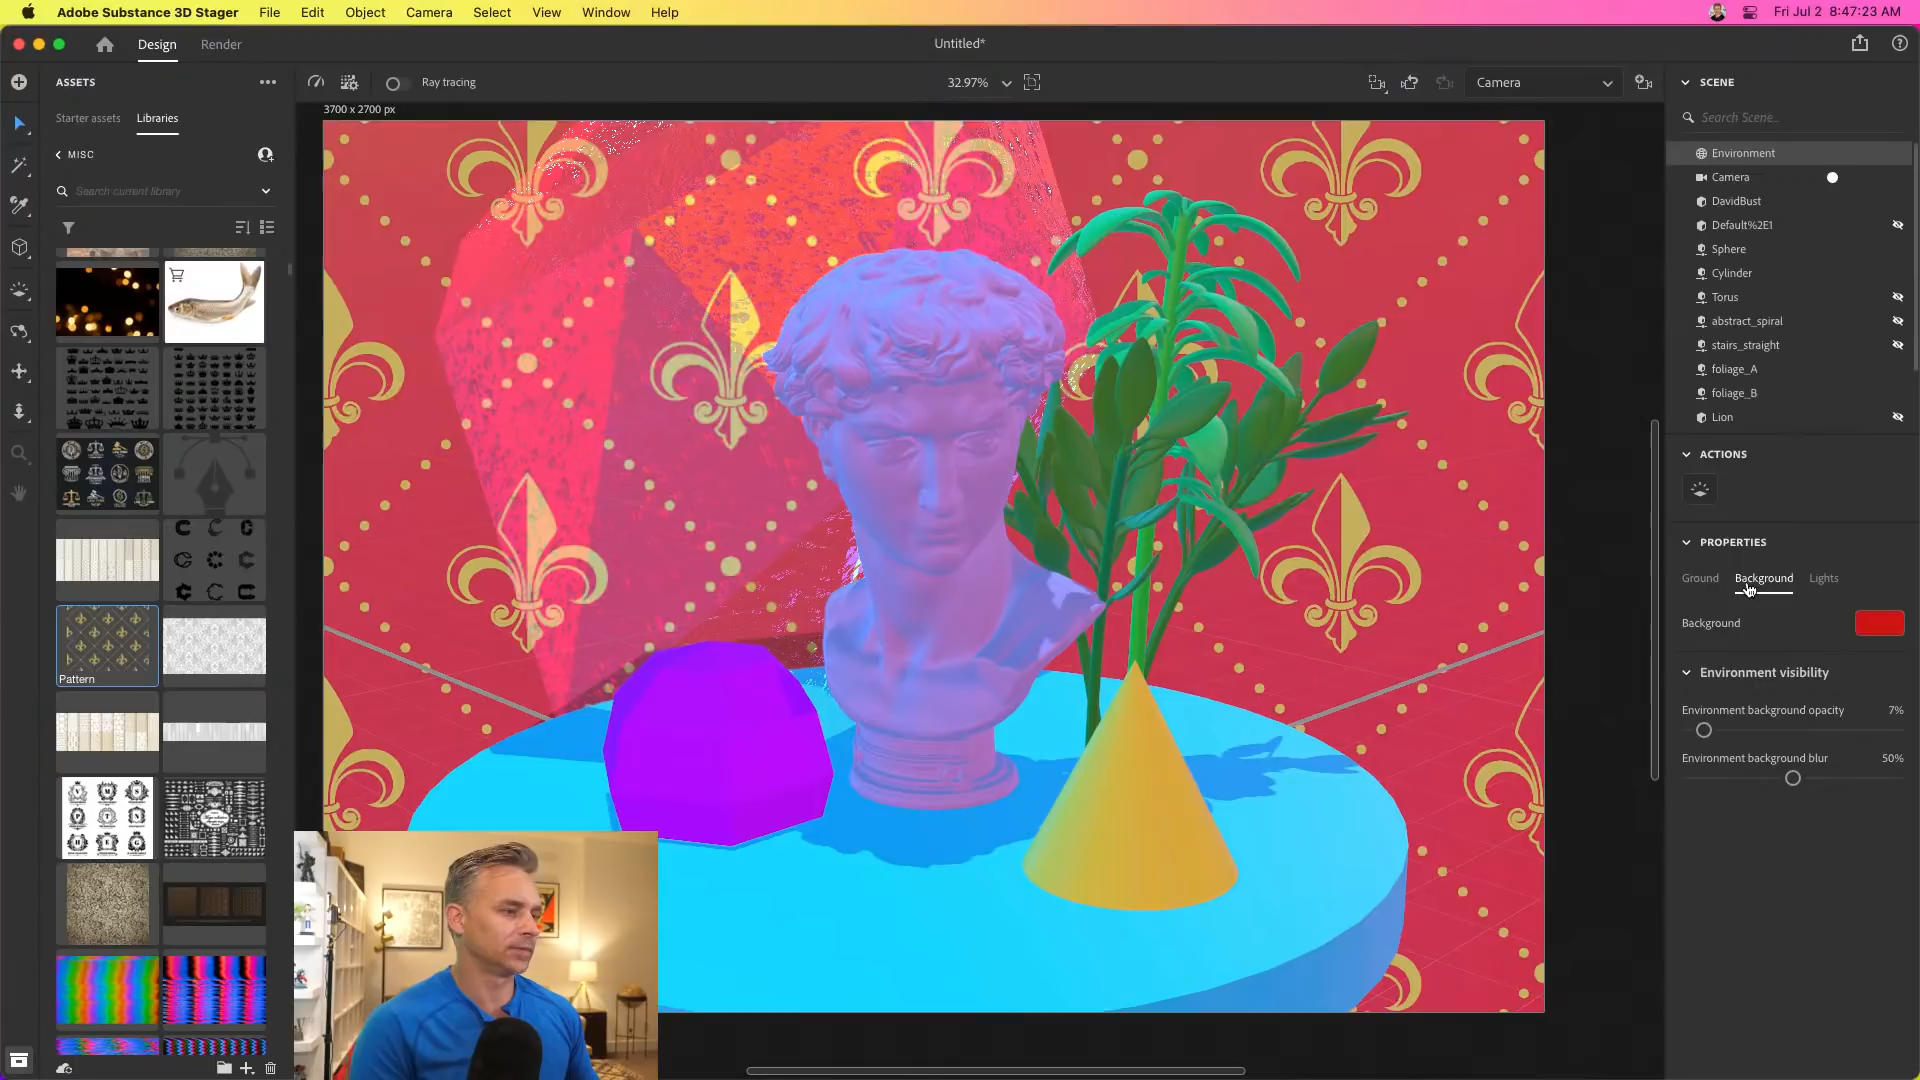 Adobe Substance 3D Stager File Edit Object Camera Select View Window Help Fri Jul 2 8:47:23 AM
Design Render Untitled*
ASSETS Ray tracing 32.97% Camera SCENE
3700 x 2700 px
Starter assets Libraries
Search Scene...
MISC
Search current library
Environment
Camera
DavidBust
Default%2E1
Sphere
Cylinder
Torus
abstract_spiral
stairs_straight
foliage_A
foliage_B
Lion
ACTIONS
PROPERTIES
Ground Background Lights
Background
Pattern
Environment visibility
Environment background opacity 7%
Environment background blur 50%